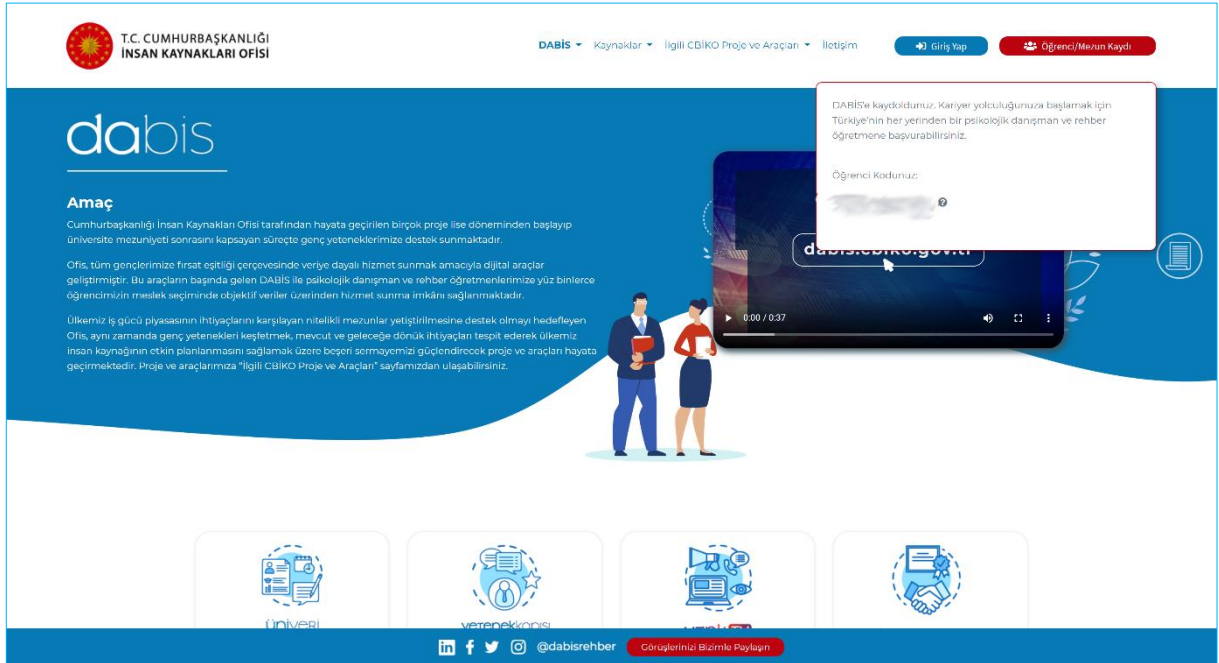 T.C. CUMHURBAŞKANLIĞI
İNSAN KAYNAKLARI OFİSİ
DABİS Kaynaklar İlgili CBİKO Proje ve Araçları İletişim Giriş Yap Öğrenci/Mezun Kaydı
DABİS'e kaydoldunuz. Kariyer yolculuğunuza başlamak için
Türkiye'nin her yerinden bir psikolojik danışman ve rehber
öğretmene başvurabilirsiniz.
Öğrenci Kodunuz:
dabis
Amaç
Cumhurbaşkanlığı İnsan Kaynakları Ofisi tarafından hayata geçirilen birçok proje lise döneminden başlayıp
üniversite mezuniyeti sonrasını kapsayan süreçte genç yeteneklerimize destek sunmaktadır.
Ofis, tüm gençlerimize fırsat eşitliği çerçevesinde veriye dayalı hizmet sunmak amacıyla dijital araçlar
geliştirmiştir. Bu araçların başında gelen DABİS ile psikolojik danışman ve rehber öğretmenlerimize yüz binlerce
öğrencimizin meslek seçiminde objektif veriler üzerinden hizmet sunma imkânı sağlanmaktadır.
Ülkemiz iş gücü piyasasının ihtiyaçlarını karşılayan nitelikli mezunlar yetiştirilmesine destek olmayı hedefleyen
Ofis, aynı zamanda genç yetenekleri keşfetmek, mevcut ve geleceğe dönük ihtiyaçları tespit ederek ülkemiz
insan kaynağının etkin planlanmasını sağlamak üzere beşeri sermayemizi güçlendirecek proje ve araçları hayata
geçirmektedir. Proje ve araçlarımıza "İlgili CBİKO Proje ve Araçları" sayfamızdan ulaşabilirsiniz.
dabis.cbiko.gov.tr
0:00 / 0:37
üniveri
yetenekkapısı
@dabisrehber Görüşlerinizi Bizimle Paylaşın